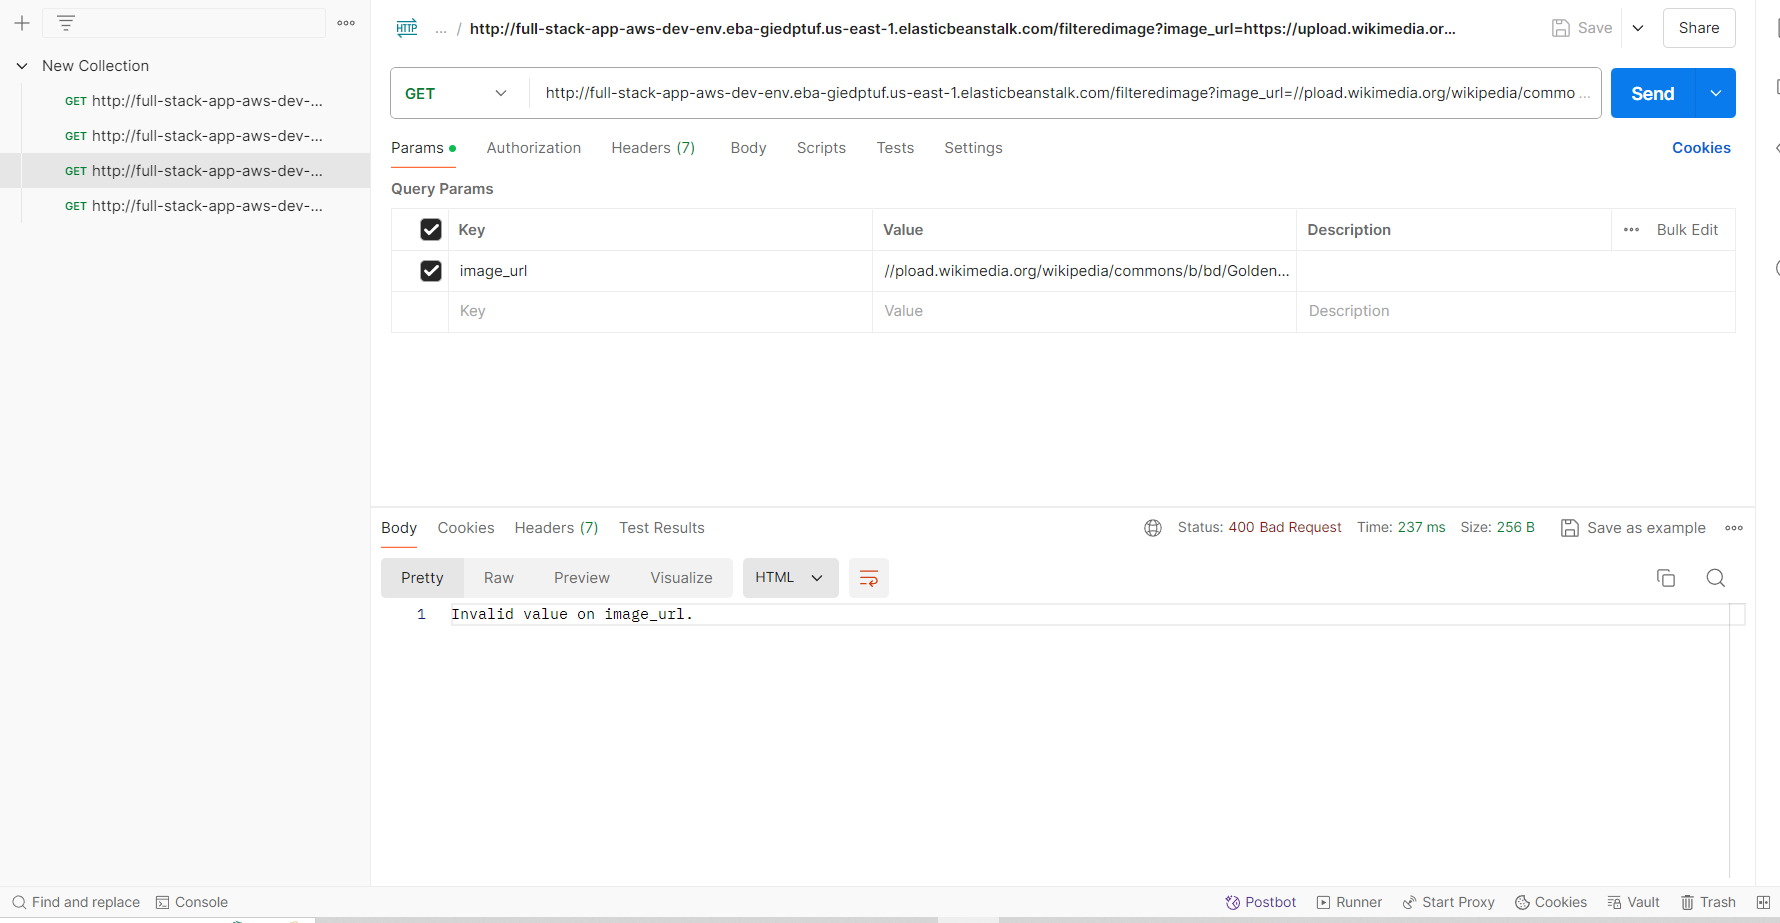 HTTP ... / http://full-stack-app-aws-dev-env.eba-giedptuf.us-east-1.elasticbeanstalk.com/filteredimage?image_url=https://upload.wikimedia.or... Save Share
New Collection
GET http://full-stack-app-aws-dev-...
GET http://full-stack-app-aws-dev-...
GET http://full-stack-app-aws-dev-...
GET http://full-stack-app-aws-dev-...
GET http://full-stack-app-aws-dev-env.eba-giedptuf.us-east-1.elasticbeanstalk.com/filteredimage?image_url=//pload.wikimedia.org/wikipedia/commo ... Send
Params Authorization Headers (7) Body Scripts Tests Settings Cookies
Query Params
Key Value Description ... Bulk Edit
image_url //pload.wikimedia.org/wikipedia/commons/b/bd/Golden...
Key Value Description
Body Cookies Headers (7) Test Results Status: 400 Bad Request Time: 237 ms Size: 256 B Save as example
Pretty Raw Preview Visualize HTML
1 Invalid value on image_url.
Find and replace Console Postbot Runner Start Proxy Cookies Vault Trash